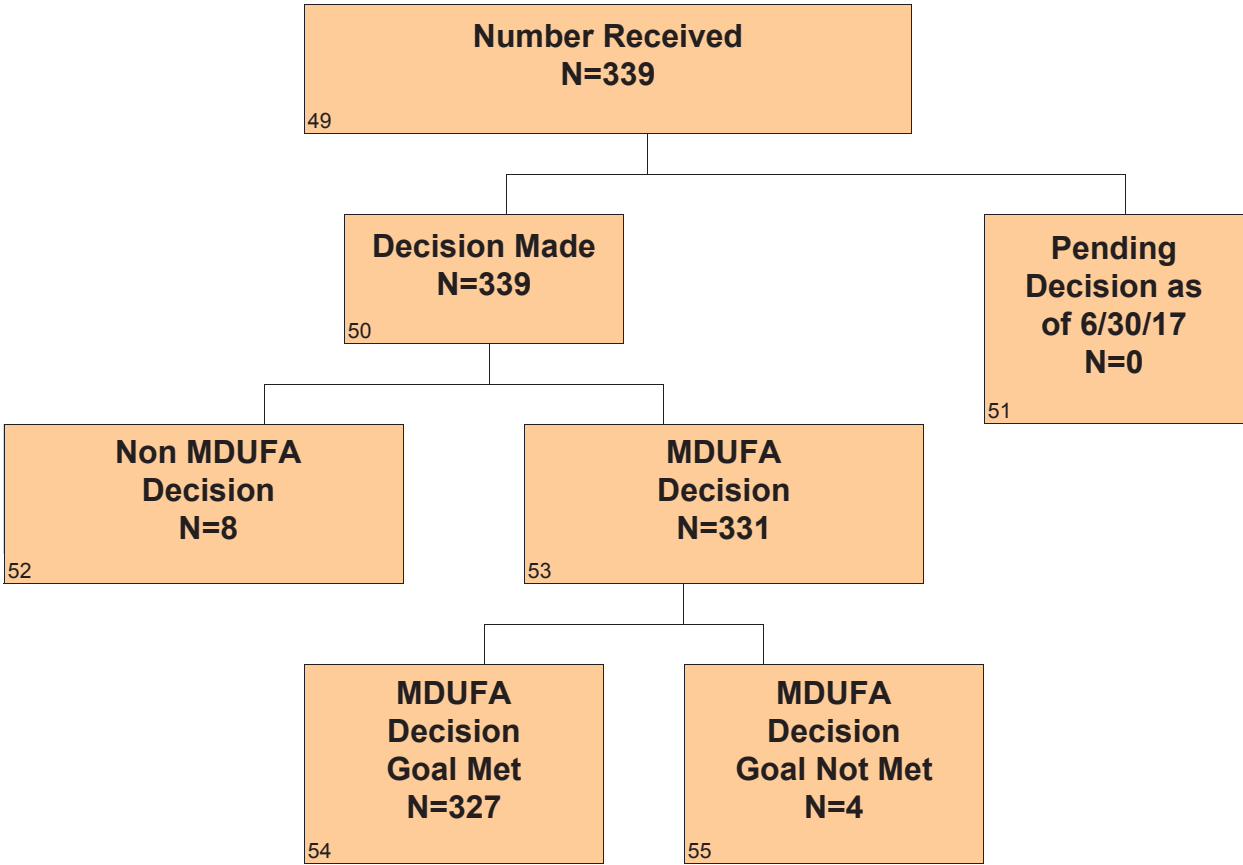 Number Received
N=339
49
Decision Made
N=339
50
Pending
Decision as
of 6/30/17
N=0
51
Non MDUFA
Decision
N=8
52
MDUFA
Decision
N=331
53
MDUFA
Decision
Goal Met
N=327
54
MDUFA
Decision
Goal Not Met
N=4
55